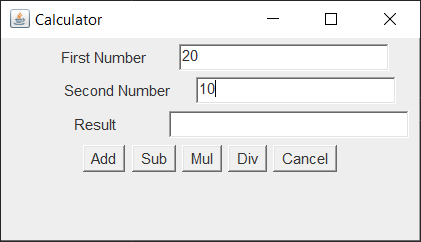 Calculator
First Number 20
Second Number 10
Result
Add Sub Mul Div Cancel